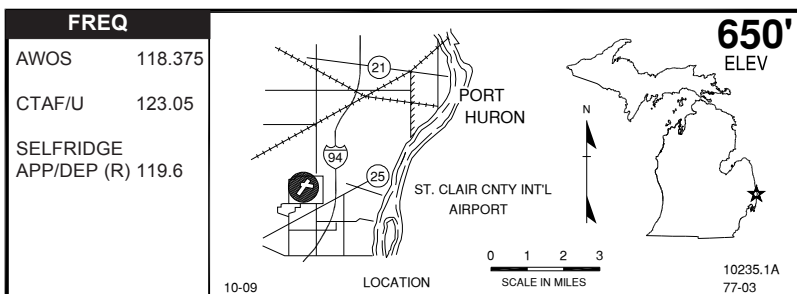 FREQ
AWOS 118.375
CTAF/U 123.05
SELFRIDGE
APP/DEP (R) 119.6
21
PORT
HURON
94
25
ST. CLAIR CNTY INT'L
AIRPORT
10-09
LOCATION
N
0 1 2 3
SCALE IN MILES
650'
ELEV
10235.1A
77-03